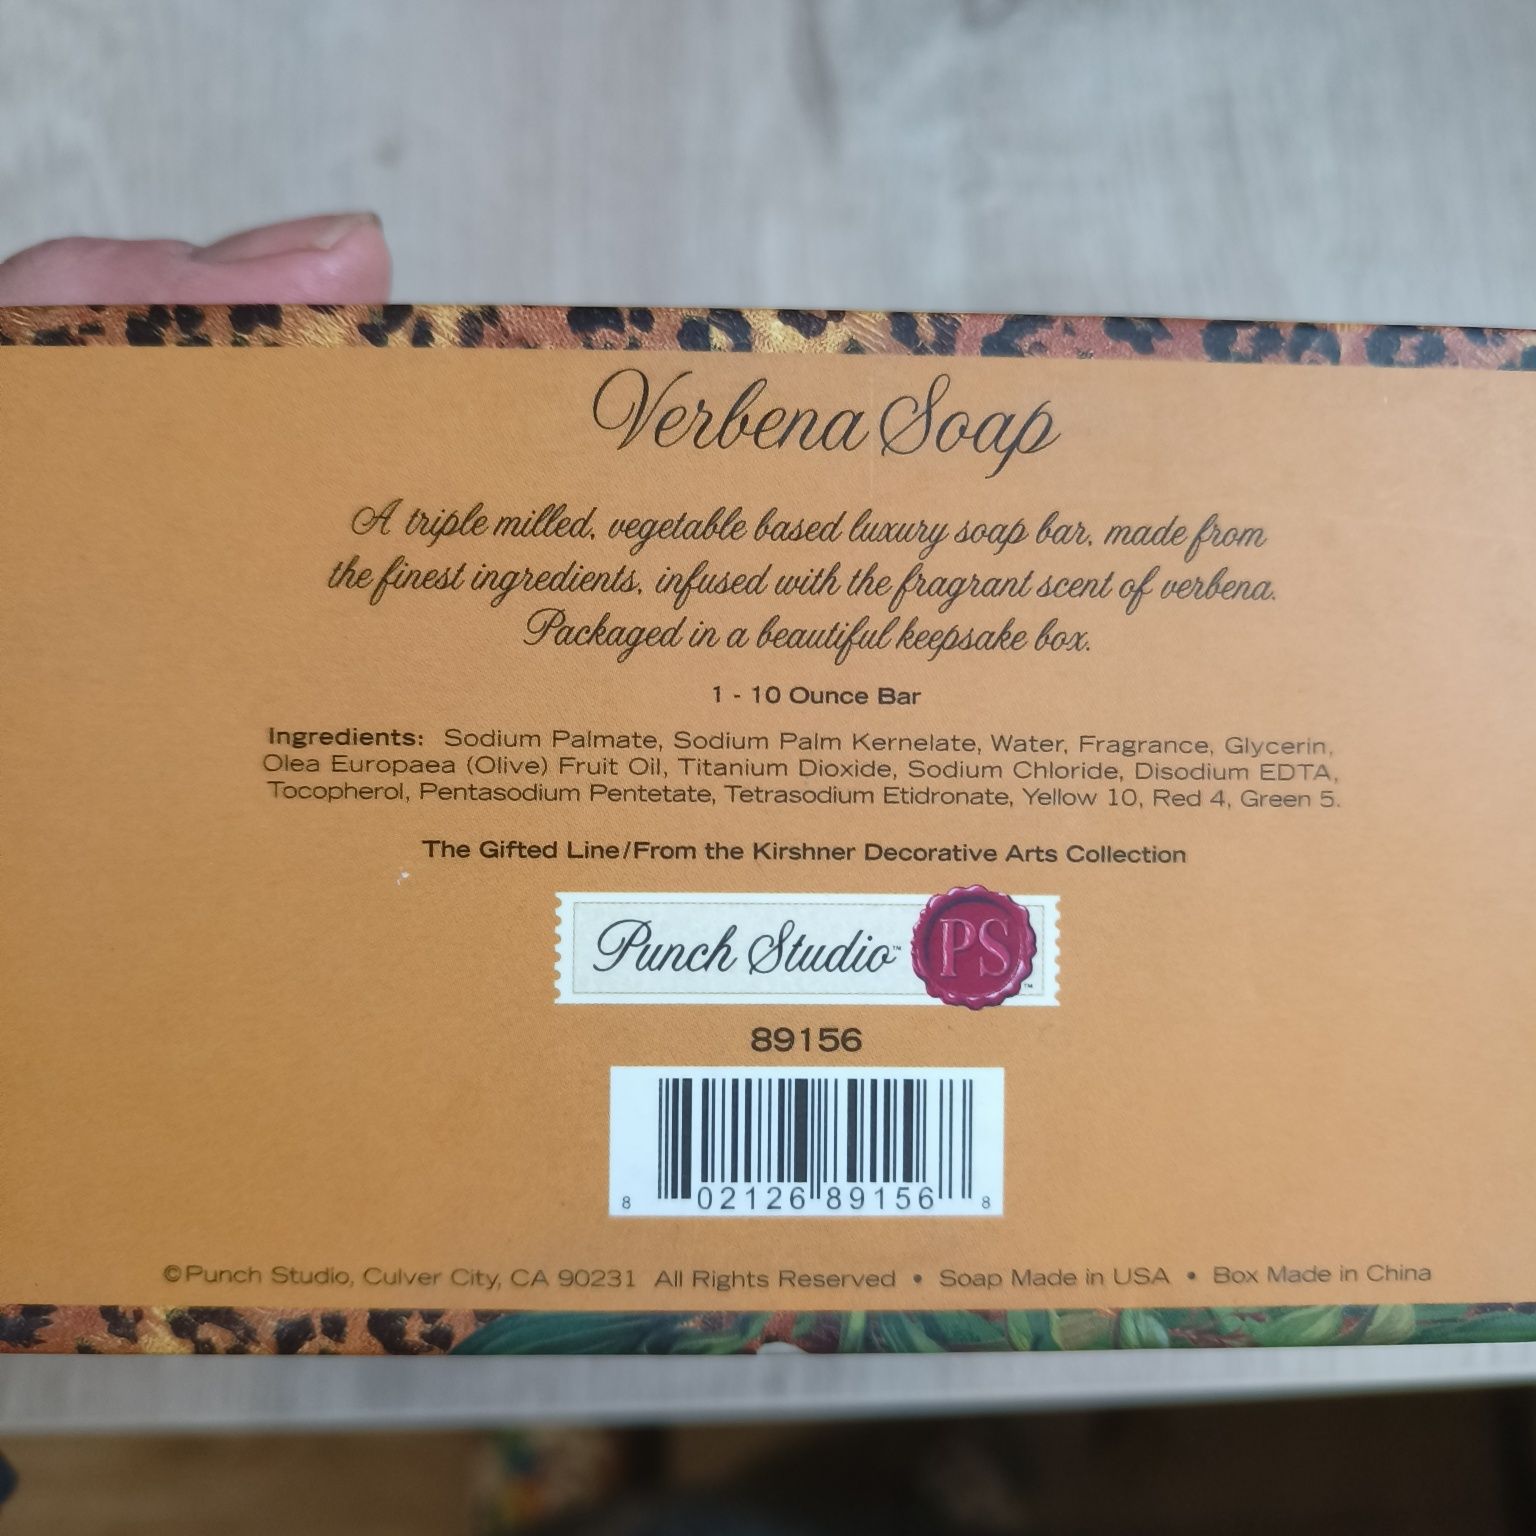 Verbena Soap
A triple milled, vegetable based luxury soap bar, made from
the finest ingredients, infused with the fragrant scent of verbena.
Packaged in a beautiful keepsake box.
1 - 10 Ounce Bar
Ingredients: Sodium Palmate, Sodium Palm Kernelate, Water, Fragrance, Glycerin,
Olea Europaea (Olive) Fruit Oil, Titanium Dioxide, Sodium Chloride, Disodium EDTA,
Tocopherol, Pentasodium Pentetate, Tetrasodium Etidronate, Yellow 10, Red 4, Green 5.
The Gifted Line/From the Kirshner Decorative Arts Collection
Punch Studio™ PS™
89156
8 02126 89156 8
©Punch Studio, Culver City, CA 90231 All Rights Reserved • Soap Made in USA • Box Made in China